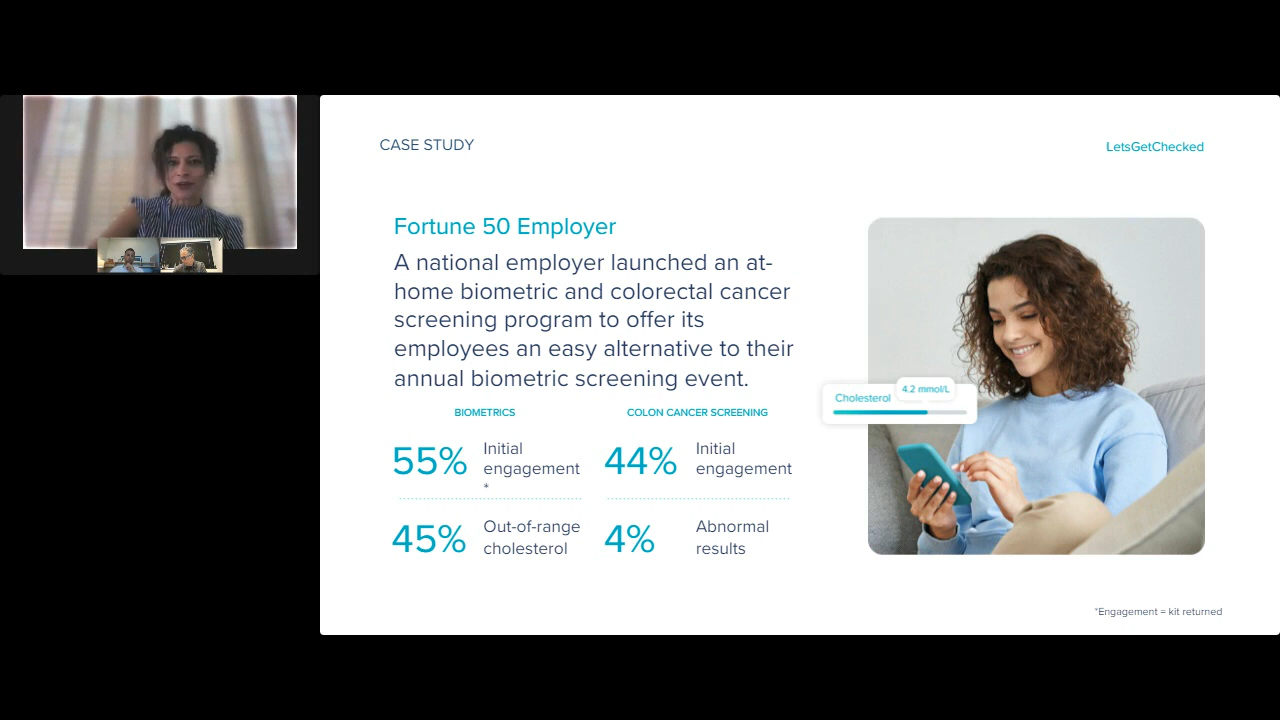 CASE STUDY
LetsGetChecked
Fortune 50 Employer
A national employer launched an at-
home biometric and colorectal cancer
screening program to offer its
employees an easy alternative to their
annual biometric screening event.
BIOMETRICS
COLON CANCER SCREENING
55%
Initial
engagement
*
44%
Initial
engagement
45%
Out-of-range
cholesterol
4%
Abnormal
results
Cholesterol
4.2 mmol/L
*Engagement = kit returned